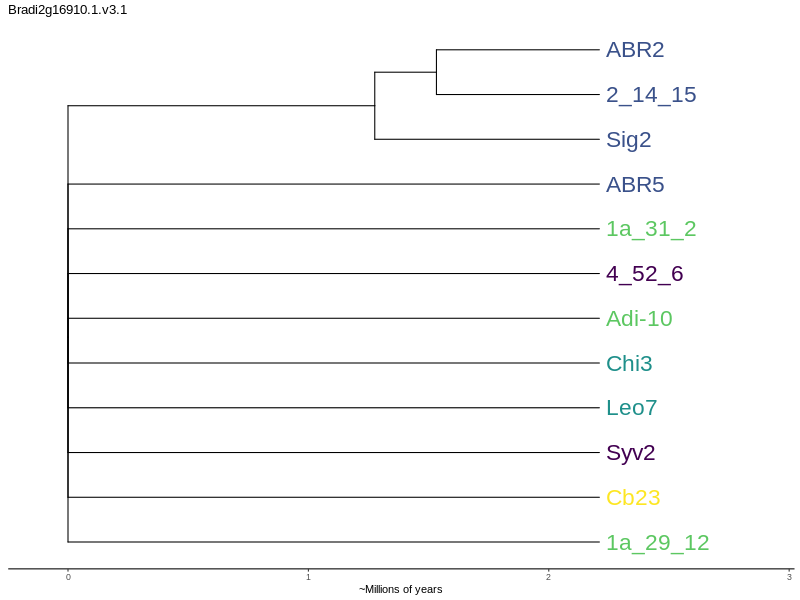 Bradi2g16910.1.v3.1
ABR2
2_14_15
Sig2
ABR5
1a_31_2
4_52_6
Adi-10
Chi3
Leo7
Syv2
Cb23
1a_29_12
0 1 2 3
~Millions of years